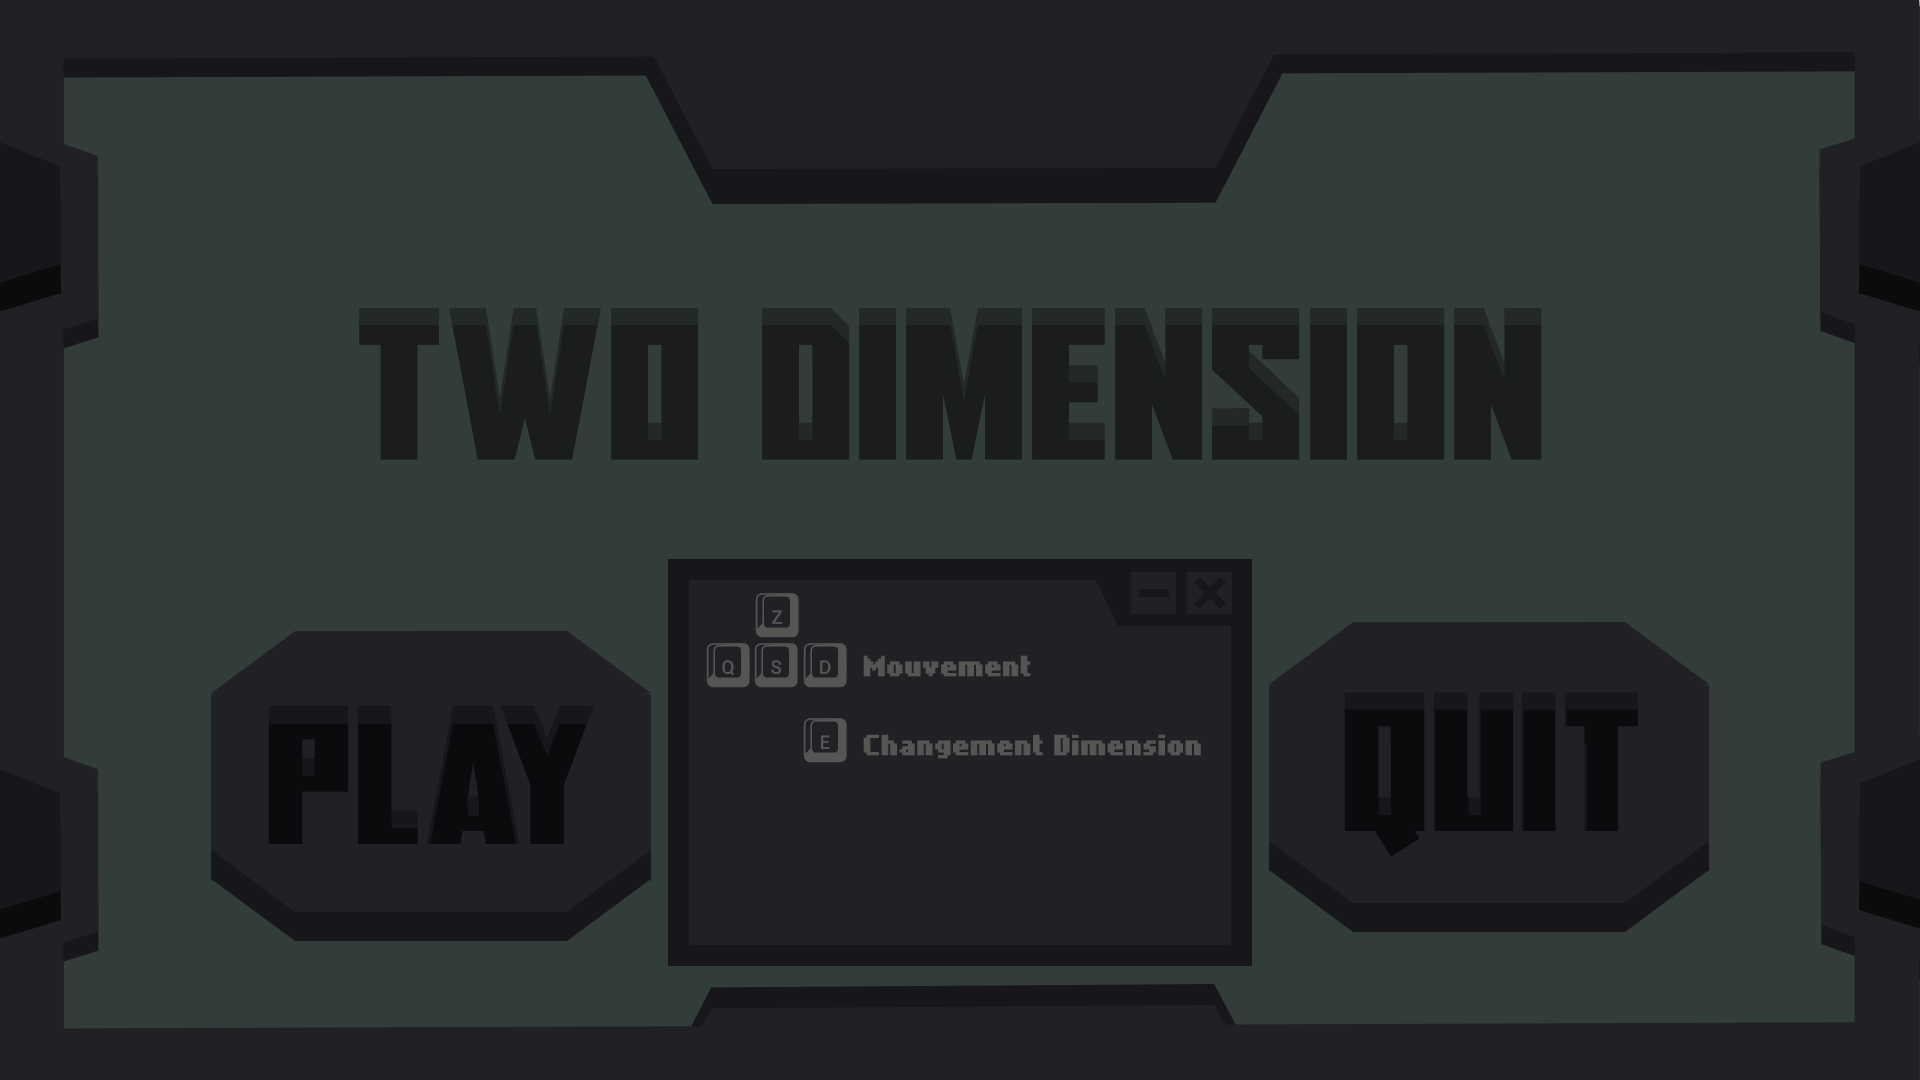 TWO DIMENSION
PLAY
Z
Q S D Mouvement
E Changement Dimension
QUIT